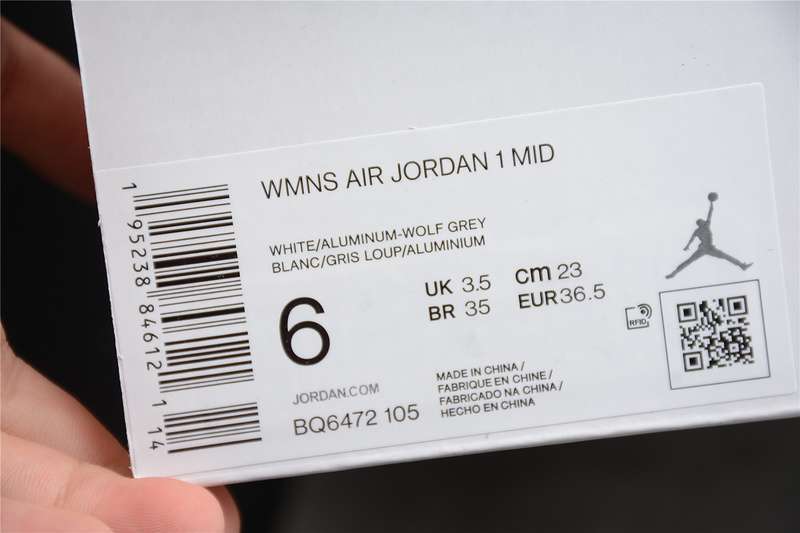 WMNS AIR JORDAN 1 MID
WHITE/ALUMINUM-WOLF GREY
BLANC/GRIS LOUP/ALUMINIUM
6
UK 3.5 cm 23
BR 35 EUR 36.5
RFID
JORDAN.COM
BQ6472 105
MADE IN CHINA /
FABRIQUE EN CHINE /
FABRICADO NA CHINA /
HECHO EN CHINA
1 95238 84612 1 14